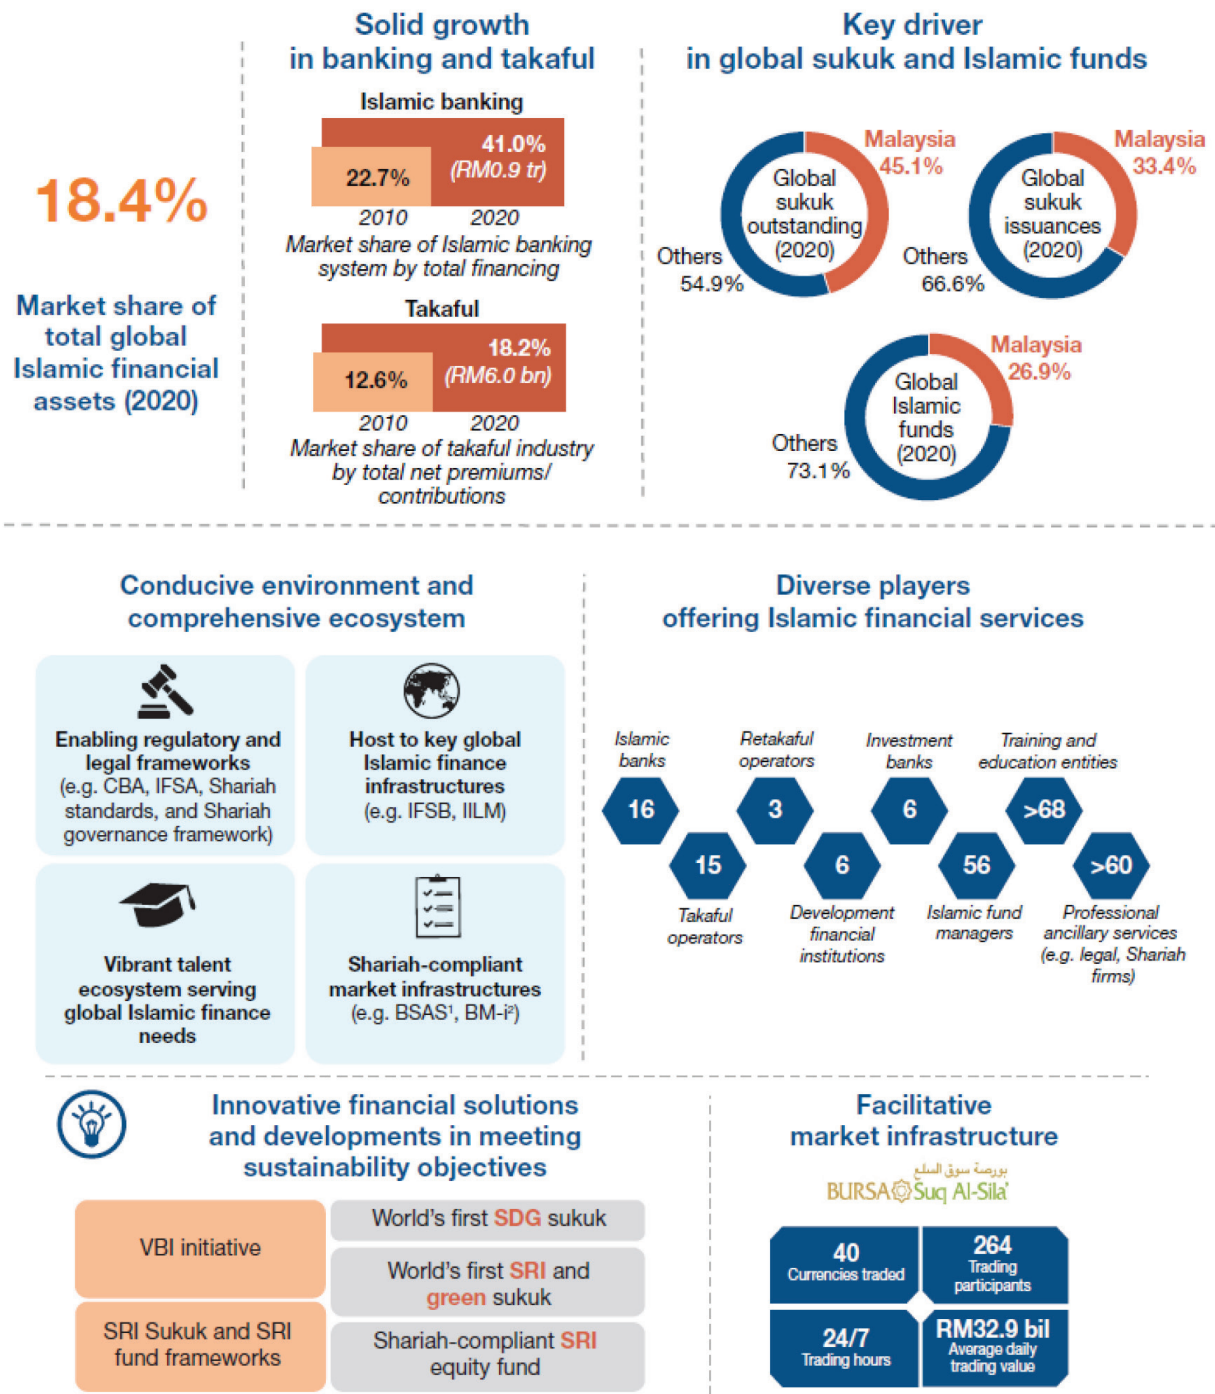 18.4%
Market share of
total global
Islamic financial
assets (2020)
Solid growth
in banking and takaful
Islamic banking
22.7%
41.0%
(RM0.9 tr)
2010
2020
Market share of Islamic banking
system by total financing
Takaful
12.6%
18.2%
(RM6.0 bn)
2010
2020
Market share of takaful industry
by total net premiums/
contributions
Key driver
in global sukuk and Islamic funds
Global
sukuk
outstanding
(2020)
Malaysia
45.1%
Others
54.9%
Global
sukuk
issuances
(2020)
Malaysia
33.4%
Others
66.6%
Global
Islamic
funds
(2020)
Malaysia
26.9%
Others
73.1%
Conducive environment and
comprehensive ecosystem
Enabling regulatory and
legal frameworks
(e.g. CBA, IFSA, Shariah
standards, and Shariah
governance framework)
Host to key global
Islamic finance
infrastructures
(e.g. IFSB, IILM)
Vibrant talent
ecosystem serving
global Islamic finance
needs
Shariah-compliant
market infrastructures
(e.g. BSAS¹, BM-i²)
Diverse players
offering Islamic financial services
Islamic
banks
16
15
Takaful
operators
Retakaful
operators
3
6
Development
financial
institutions
Investment
banks
6
56
Islamic fund
managers
Training and
education entities
>68
>60
Professional
ancillary services
(e.g. legal, Shariah
firms)
Innovative financial solutions
and developments in meeting
sustainability objectives
VBI initiative
SRI Sukuk and SRI
fund frameworks
World's first SDG sukuk
World's first SRI and
green sukuk
Shariah-compliant SRI
equity fund
Facilitative
market infrastructure
بورصة سوق السلع
BURSA Suq Al-Sila'
40
Currencies traded
264
Trading
participants
24/7
Trading hours
RM32.9 bil
Average daily
trading value